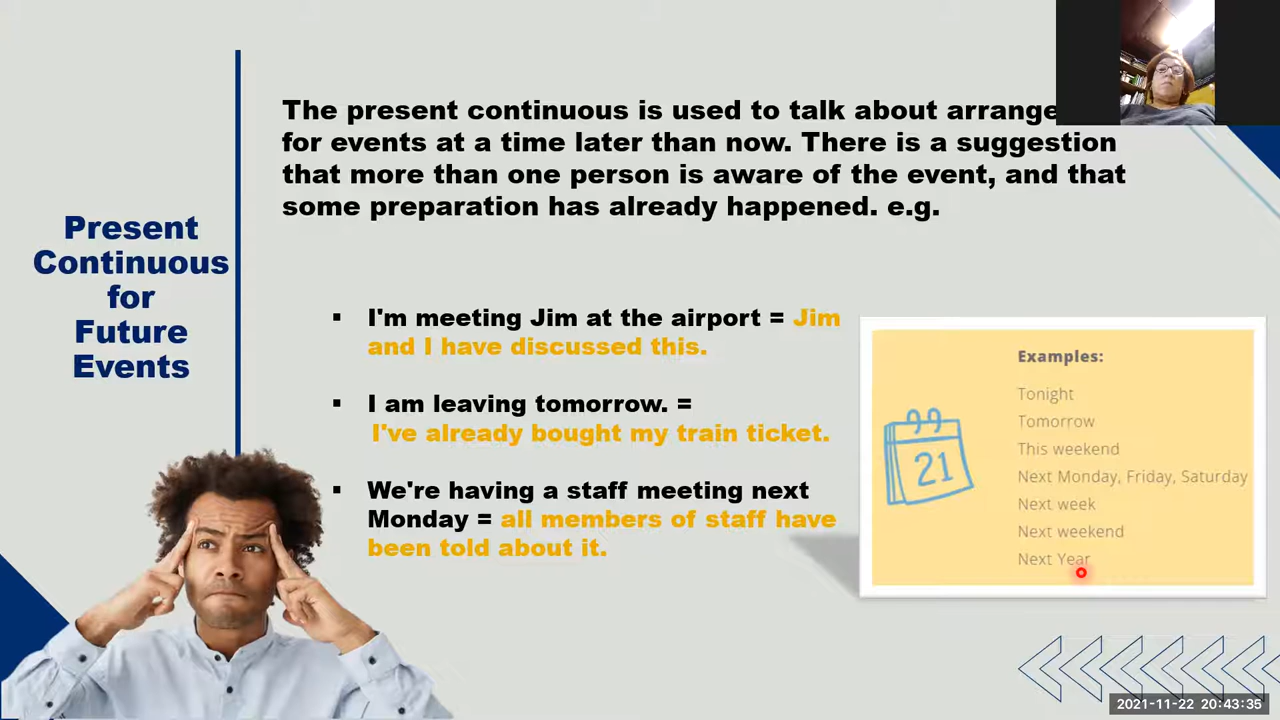 Present
Continuous
for
Future
Events
The present continuous is used to talk about arrange
for events at a time later than now. There is a suggestion
that more than one person is aware of the event, and that
some preparation has already happened. e.g.
▪ I'm meeting Jim at the airport = Jim
and I have discussed this.
▪ I am leaving tomorrow. =
I've already bought my train ticket.
▪ We're having a staff meeting next
Monday = all members of staff have
been told about it.
21
Examples:
Tonight
Tomorrow
This weekend
Next Monday, Friday, Saturday
Next week
Next weekend
Next Year
2021-11-22 20:43:35